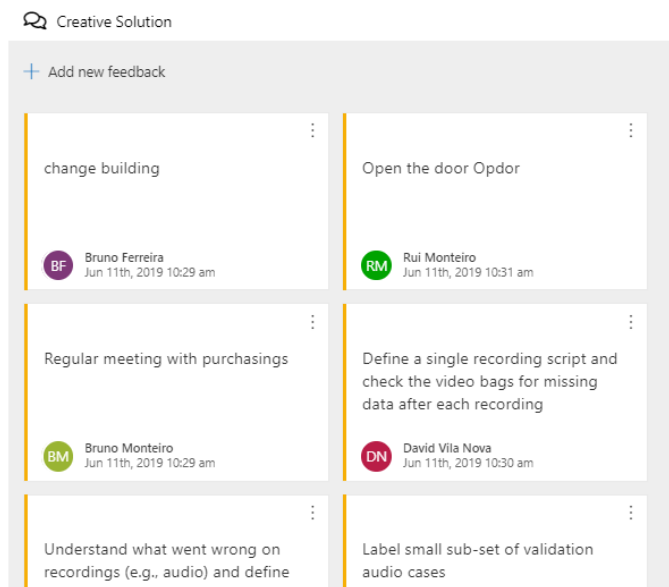 Creative Solution
Add new feedback
change building
BF
Bruno Ferreira
Jun 11th, 2019 10:29 am
Open the door Opdor
RM
Rui Monteiro
Jun 11th, 2019 10:31 am
Regular meeting with purchasings
BM
Bruno Monteiro
Jun 11th, 2019 10:29 am
Define a single recording script and
check the video bags for missing
data after each recording
DN
David Vila Nova
Jun 11th, 2019 10:30 am
Understand what went wrong on
recordings (e.g., audio) and define
Label small sub-set of validation
audio cases